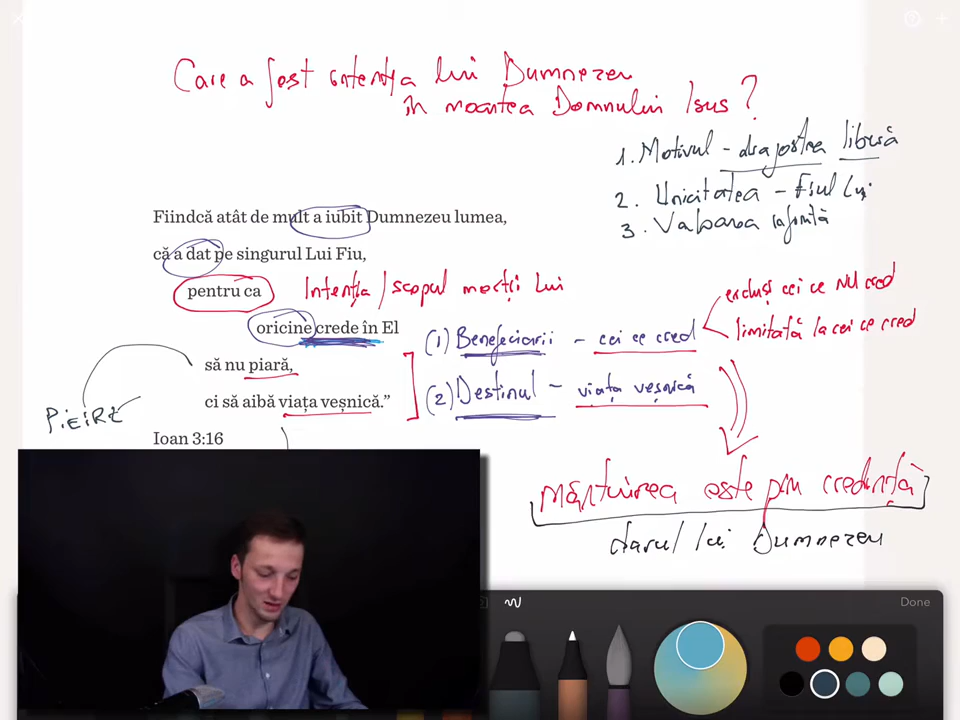 Care a fost intenția lui Dumnezeu
în moartea Domnului Isus?
1. Motivul - dragostea liberă
2. Unicitatea - Fiul Lui
3. Valoarea infinită
Fiindcă atât de mult a iubit Dumnezeu lumea,
că a dat pe singurul Lui Fiu,
pentru ca
Intenția / scopul morții Lui
excluși cei ce NU cred
limitată la cei ce cred
oricine crede în El
(1) Beneficiarii - cei ce cred
să nu piară,
(2) Destinul - viața veșnică
ci să aibă viața veșnică.”
PIEIRE
Ioan 3:16
mântuirea este prin credință
darul lui Dumnezeu
Done